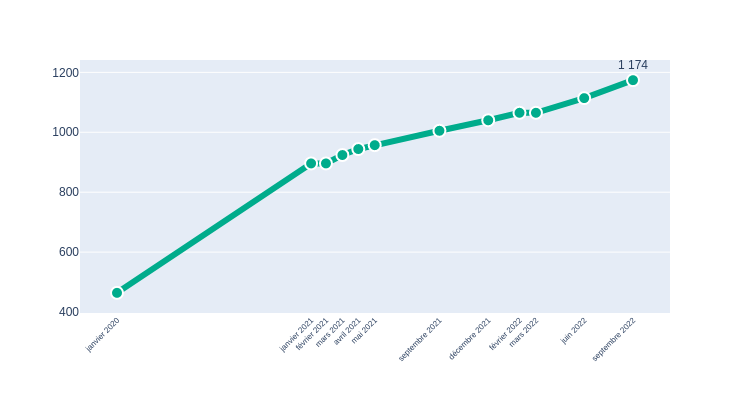 1 174
1200
1000
800
600
400
janvier 2020
janvier 2021
février 2021
mars 2021
avril 2021
mai 2021
septembre 2021
décembre 2021
février 2022
mars 2022
juin 2022
septembre 2022